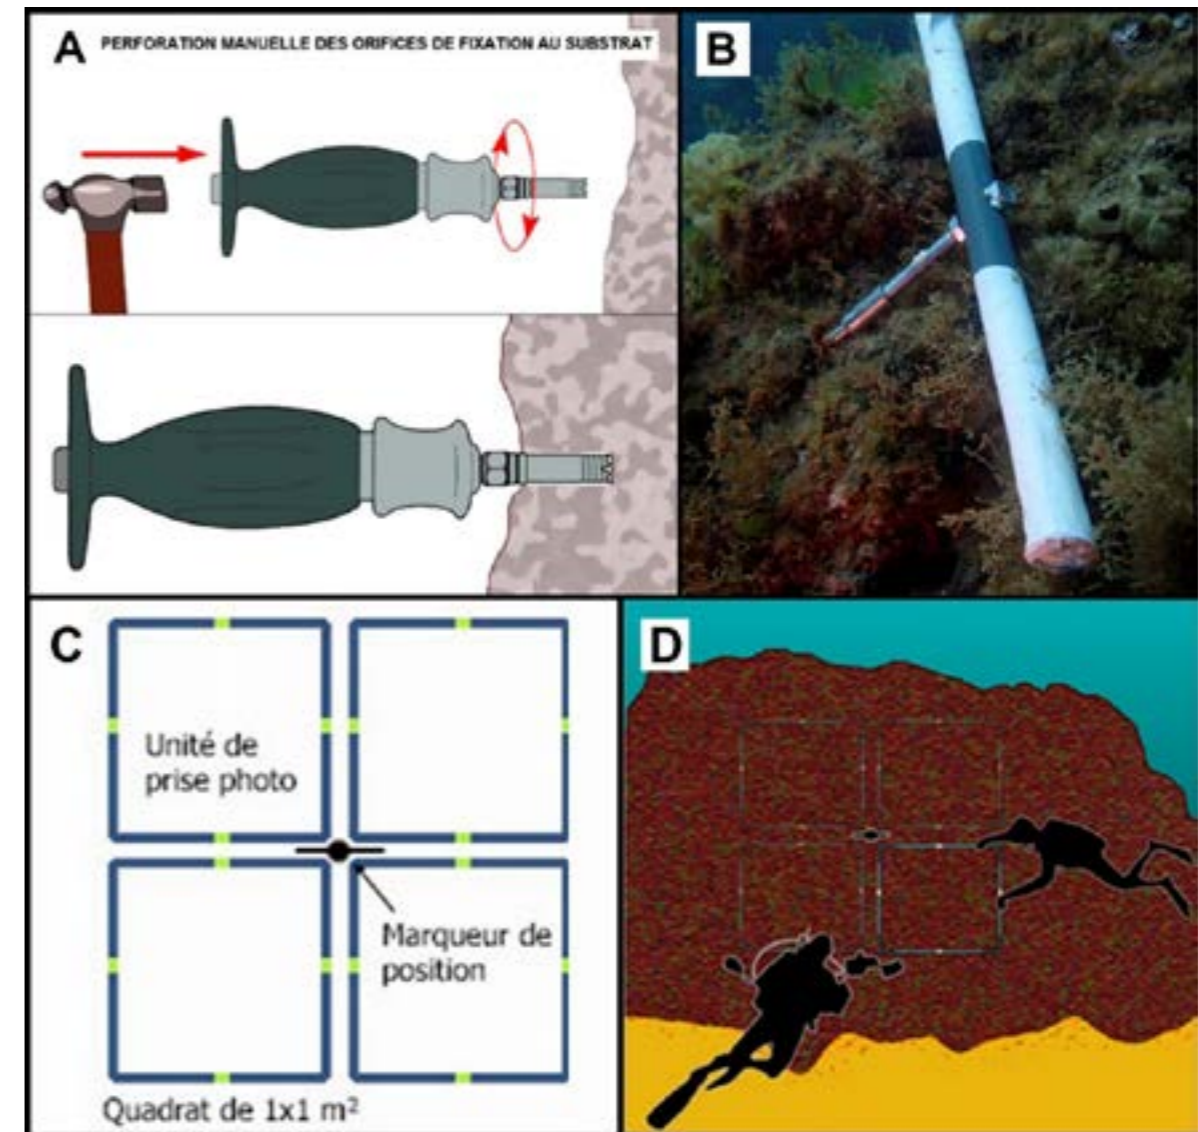 A PERFORATION MANUELLE DES ORIFICES DE FIXATION AU SUBSTRAT
B
C
Unité de
prise photo
Marqueur de
position
Quadrat de 1x1 m²
D